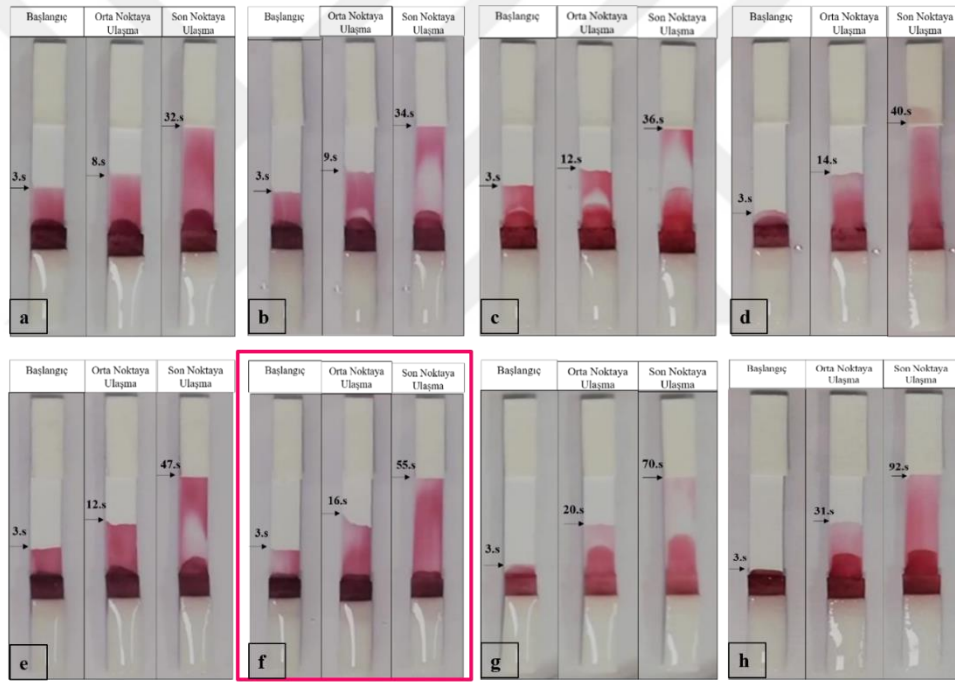 Başlangıç
Orta Noktaya
Ulaşma
Son Noktaya
Ulaşma
3.s
8.s
32.s
a
Başlangıç
Orta Noktaya
Ulaşma
Son Noktaya
Ulaşma
3.s
9.s
34.s
b
Başlangıç
Orta Noktaya
Ulaşma
Son Noktaya
Ulaşma
3.s
12.s
36.s
c
Başlangıç
Orta Noktaya
Ulaşma
Son Noktaya
Ulaşma
3.s
14.s
40.s
d
Başlangıç
Orta Noktaya
Ulaşma
Son Noktaya
Ulaşma
3.s
12.s
47.s
e
Başlangıç
Orta Noktaya
Ulaşma
Son Noktaya
Ulaşma
3.s
16.s
55.s
f
Başlangıç
Orta Noktaya
Ulaşma
Son Noktaya
Ulaşma
3.s
20.s
70.s
g
Başlangıç
Orta Noktaya
Ulaşma
Son Noktaya
Ulaşma
3.s
31.s
92.s
h